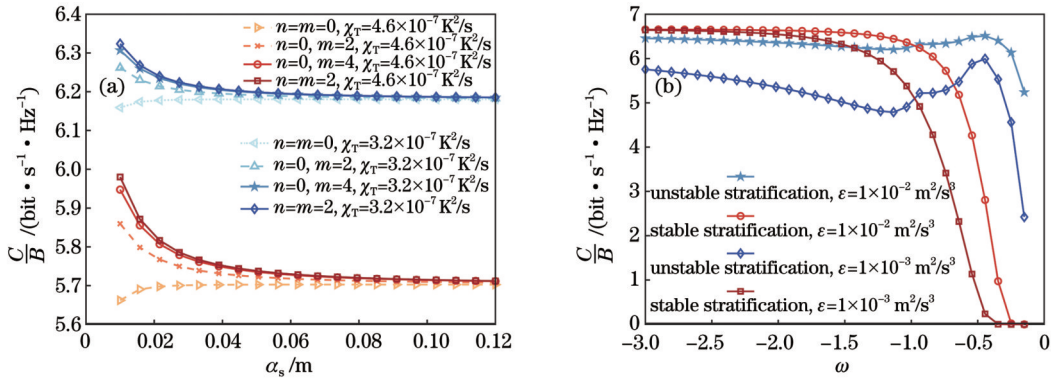 6.4
6.3
6.2
6.1
6.0
5.9
5.8
5.7
5.6
(a)
n=m=0, χT=4.6×10⁻⁷ K²/s
n=0, m=2, χT=4.6×10⁻⁷ K²/s
n=0, m=4, χT=4.6×10⁻⁷ K²/s
n=m=2, χT=4.6×10⁻⁷ K²/s
n=m=0, χT=3.2×10⁻⁷ K²/s
n=0, m=2, χT=3.2×10⁻⁷ K²/s
n=0, m=4, χT=3.2×10⁻⁷ K²/s
n=m=2, χT=3.2×10⁻⁷ K²/s
C/B /(bit • s⁻¹ • Hz⁻¹)
0 0.02 0.04 0.06 0.08 0.10 0.12
αs /m
7
6
5
4
3
2
1
0
(b)
unstable stratification, ε=1×10⁻² m²/s³
stable stratification, ε=1×10⁻² m²/s³
unstable stratification, ε=1×10⁻³ m²/s³
stable stratification, ε=1×10⁻³ m²/s³
C/B /(bit • s⁻¹ • Hz⁻¹)
−3.0 −2.5 −2.0 −1.5 −1.0 −0.5 0
ω